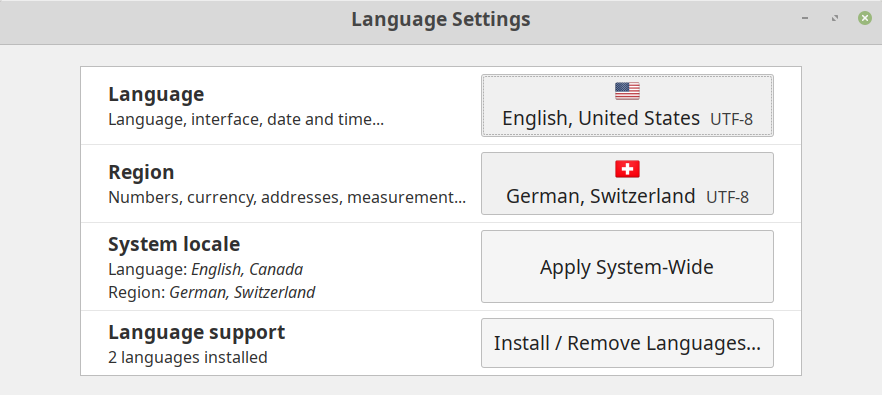 Language Settings
Language
Language, interface, date and time...
English, United States UTF-8
Region
Numbers, currency, addresses, measurement...
German, Switzerland UTF-8
System locale
Language: English, Canada
Region: German, Switzerland
Apply System-Wide
Language support
2 languages installed
Install / Remove Languages...